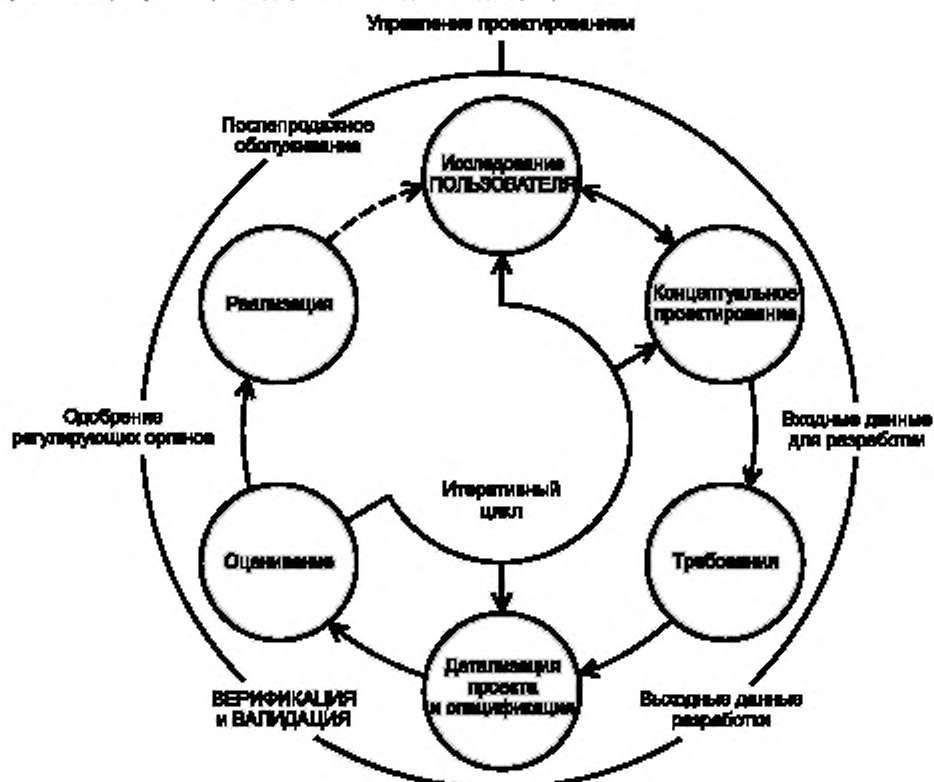 Управление проектированием
Послепродажное
обслуживание
Исследование
ПОЛЬЗОВАТЕЛЯ
Реализация
Концептуальное
проектирование
Одобрение
регулирующих органов
Входные данные
для разработки
Итеративный
цикл
Оценивание
Требования
Детализация
проекта
и спецификация
ВЕРИФИКАЦИЯ
и ВАЛИДАЦИЯ
Выходные данные
разработки